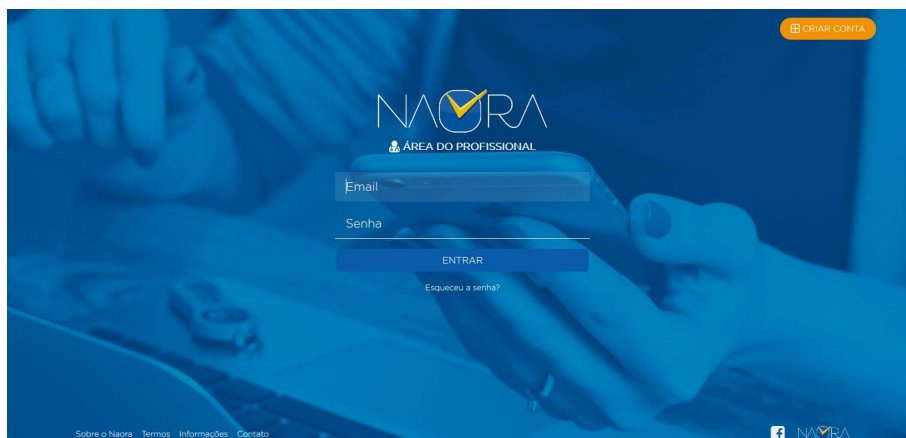 CRIAR CONTA
NAORA
ÁREA DO PROFISSIONAL
Email
Senha
ENTRAR
Esqueceu a senha?
Sobre o Naora Termos Informações Contato
NAORA